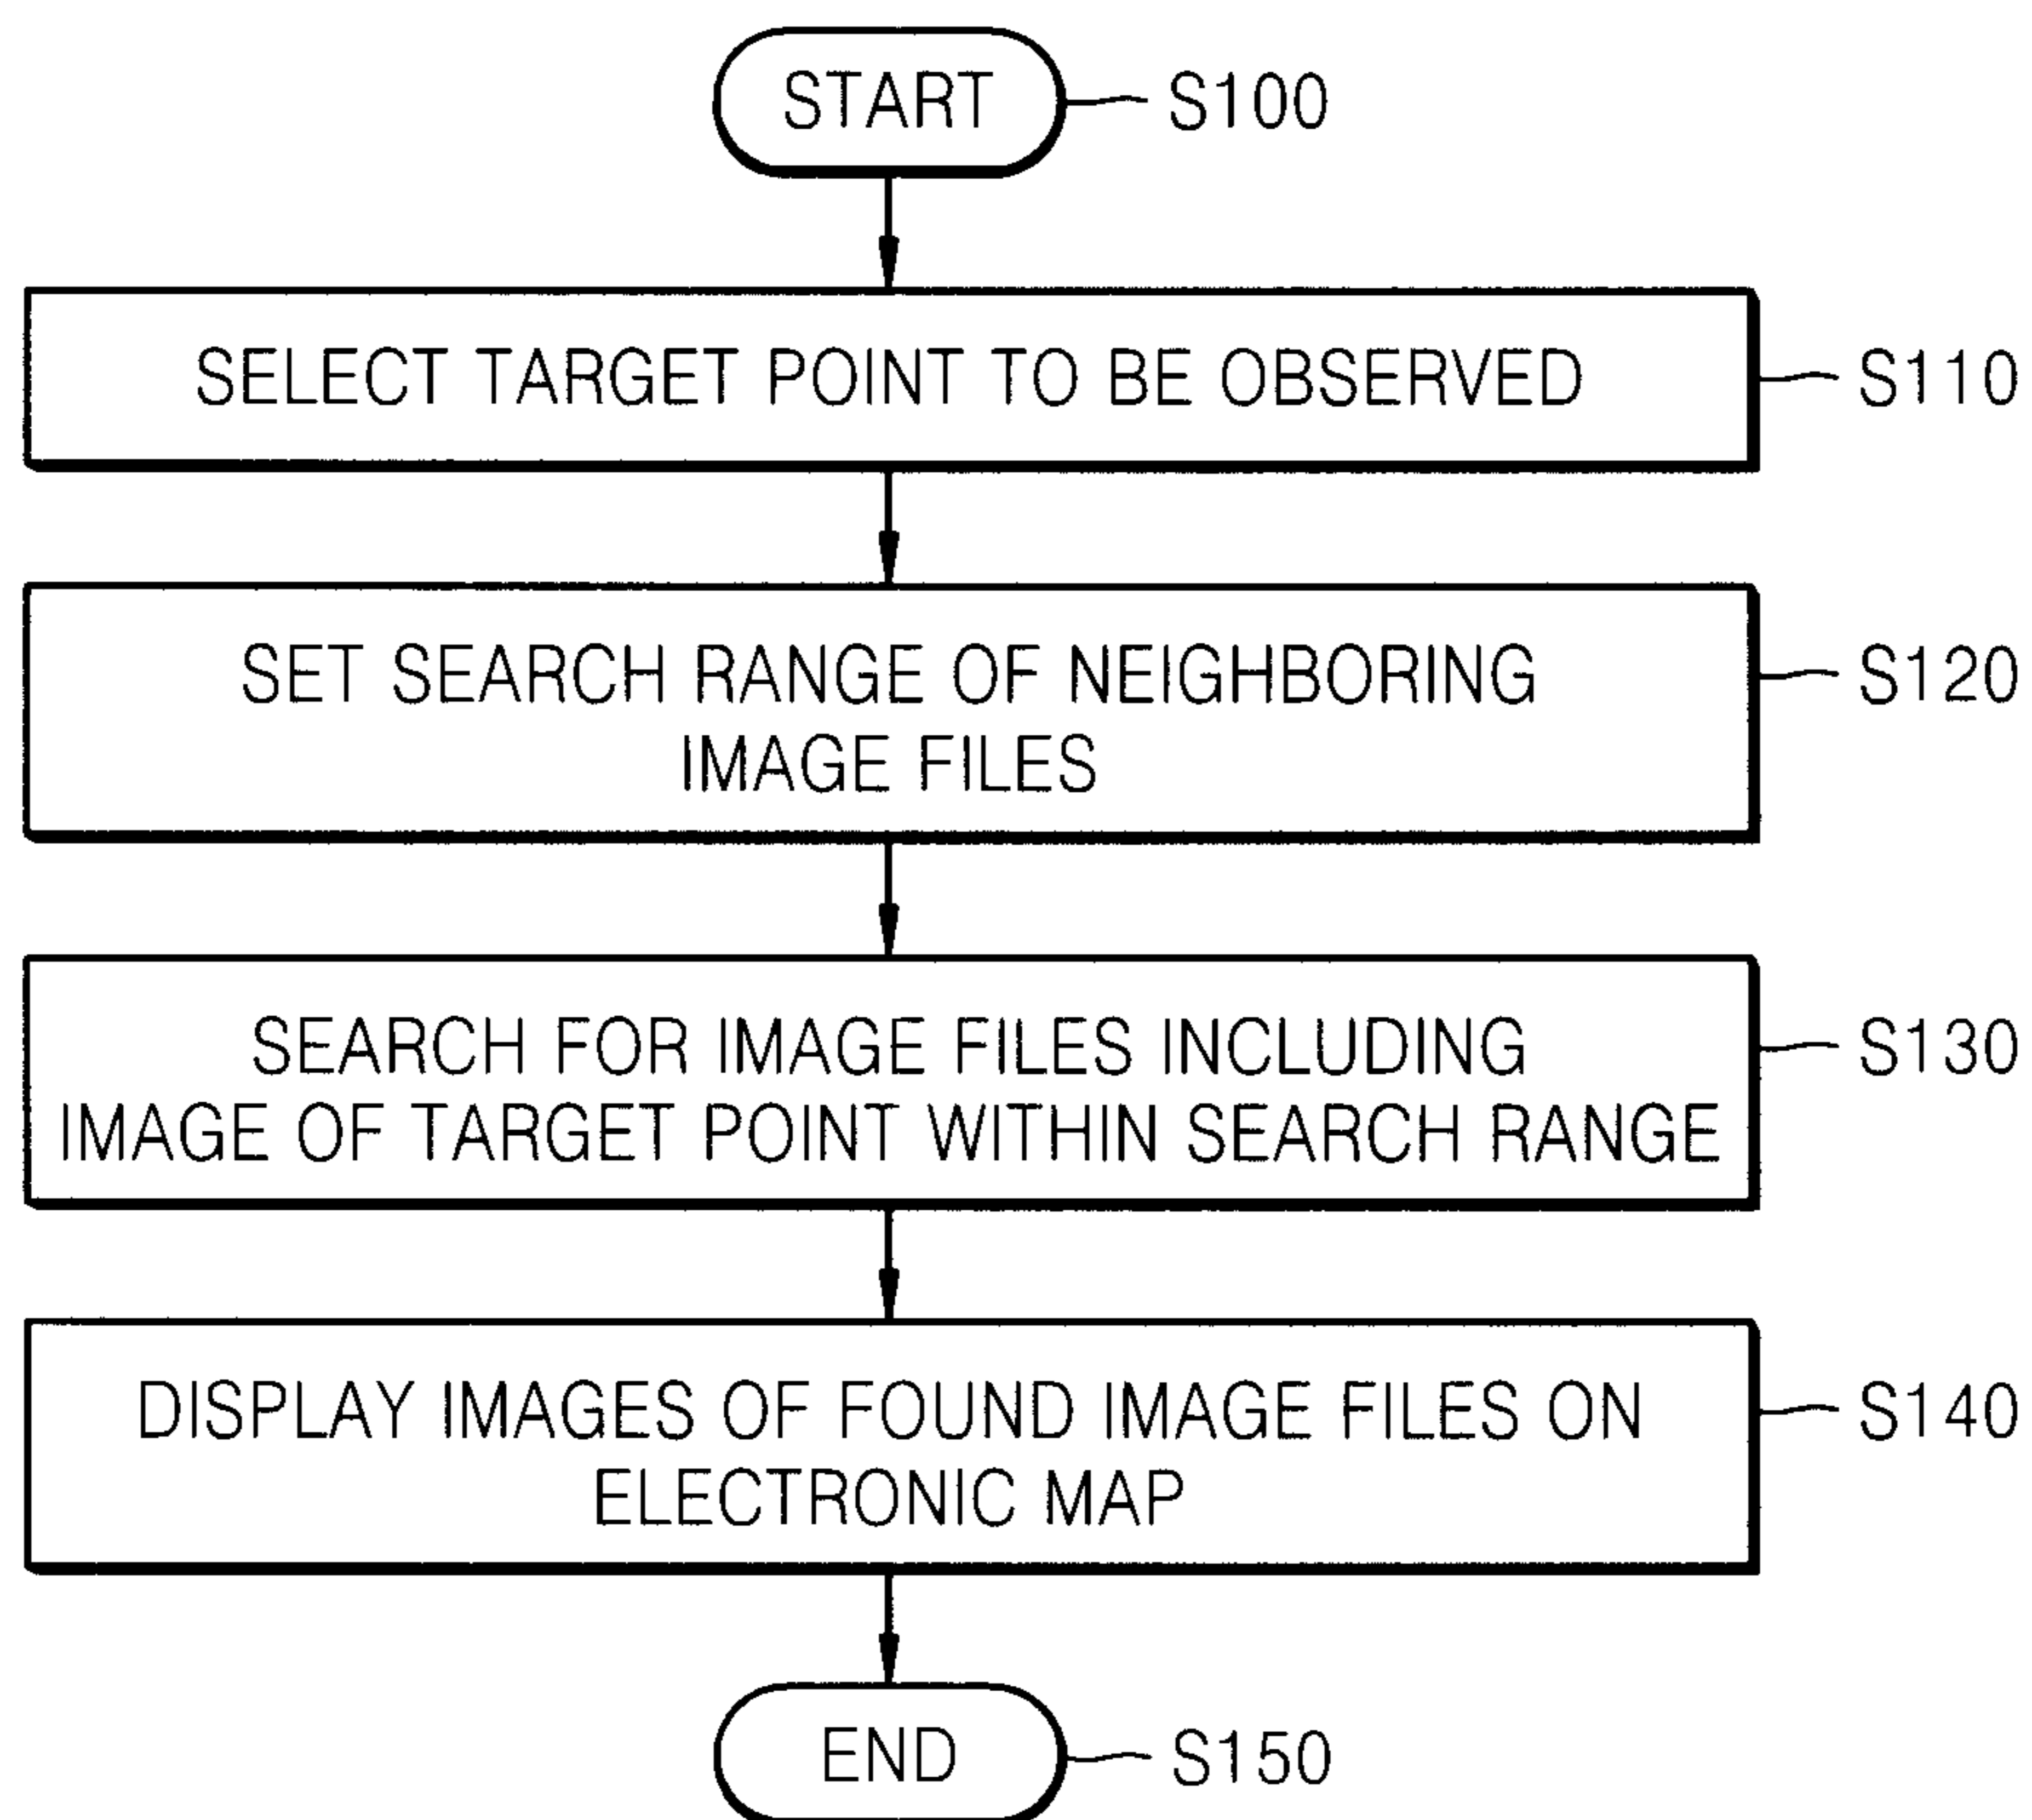 START S100
SELECT TARGET POINT TO BE OBSERVED S110
SET SEARCH RANGE OF NEIGHBORING S120
IMAGE FILES
SEARCH FOR IMAGE FILES INCLUDING S130
IMAGE OF TARGET POINT WITHIN SEARCH RANGE
DISPLAY IMAGES OF FOUND IMAGE FILES ON S140
ELECTRONIC MAP
END S150